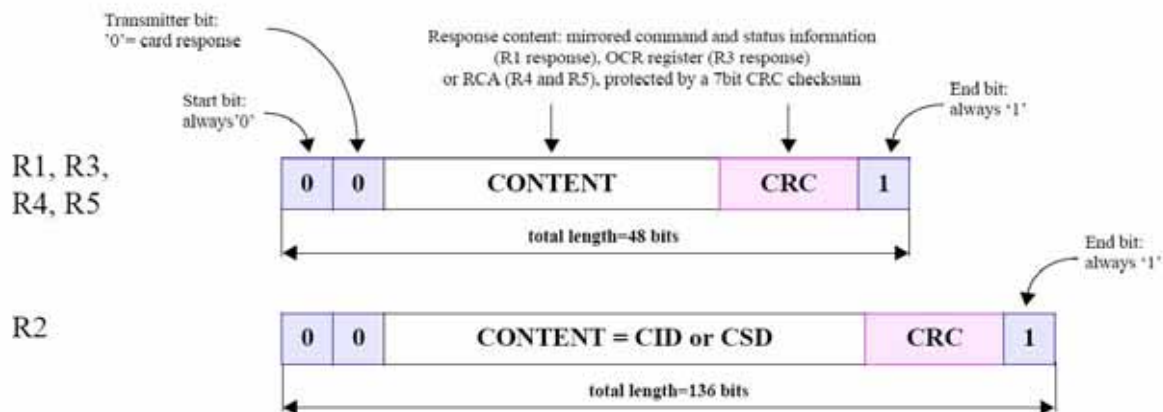 Transmitter bit:
'0'= card response
Response content: mirrored command and status information
(R1 response), OCR register (R3 response)
or RCA (R4 and R5), protected by a 7bit CRC checksum
Start bit:
always'0'
End bit:
always ‘1’
R1, R3,
R4, R5
0 0 CONTENT CRC 1
total length=48 bits
End bit:
always ‘1’
R2
0 0 CONTENT = CID or CSD CRC 1
total length=136 bits